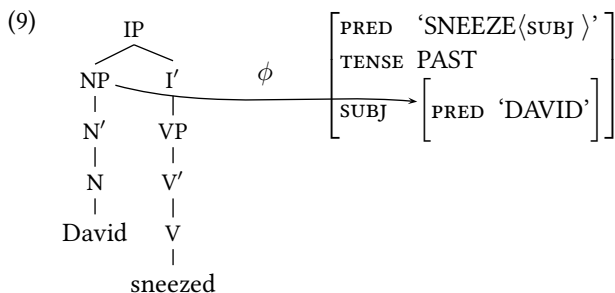 (9)
IP
NP I′ ϕ
N′ VP
N V′
David V
sneezed
PRED ‘SNEEZE⟨SUBJ⟩’
TENSE PAST
SUBJ [PRED ‘DAVID’]